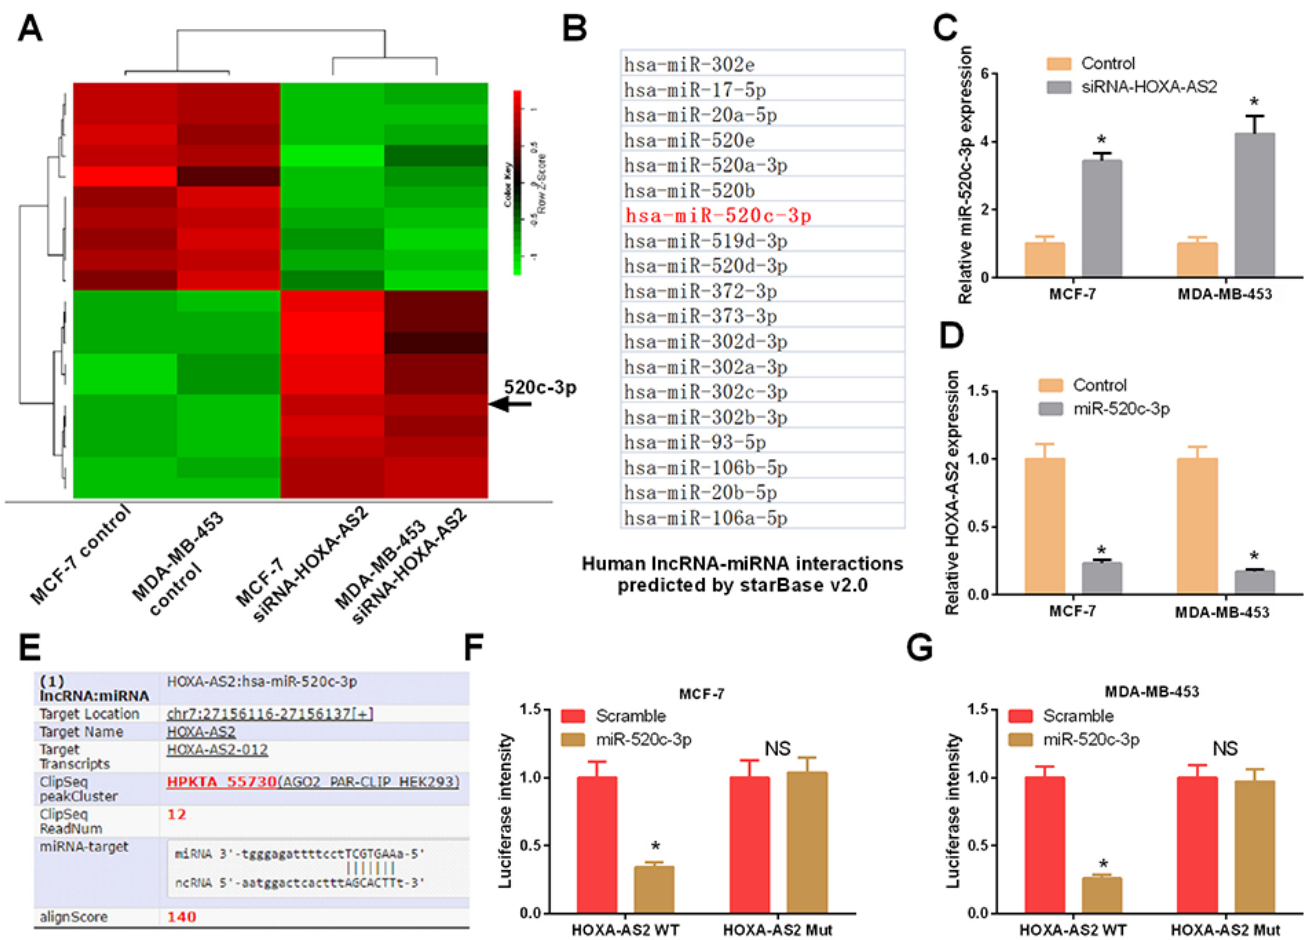 A
1
0.5
0
-0.5
-1
Color Key
Row Z-Score
520c-3p
MCF-7 control
MDA-MB-453
control
MCF-7
siRNA-HOXA-AS2
MDA-MB-453
siRNA-HOXA-AS2
B
hsa-miR-302e
hsa-miR-17-5p
hsa-miR-20a-5p
hsa-miR-520e
hsa-miR-520a-3p
hsa-miR-520b
hsa-miR-520c-3p
hsa-miR-519d-3p
hsa-miR-520d-3p
hsa-miR-372-3p
hsa-miR-373-3p
hsa-miR-302d-3p
hsa-miR-302a-3p
hsa-miR-302c-3p
hsa-miR-302b-3p
hsa-miR-93-5p
hsa-miR-106b-5p
hsa-miR-20b-5p
hsa-miR-106a-5p
Human lncRNA-miRNA interactions
predicted by starBase v2.0
C
Relative miR-520c-3p expression
6
4
2
0
Control
siRNA-HOXA-AS2
*
*
MCF-7
MDA-MB-453
D
Relative HOXA-AS2 expression
1.5
1.0
0.5
0.0
Control
miR-520c-3p
*
*
MCF-7
MDA-MB-453
E
(1)
lncRNA:miRNA
HOXA-AS2:hsa-miR-520c-3p
Target Location
chr7:27156116-27156137[+]
Target Name
HOXA-AS2
Target
Transcripts
HOXA-AS2-012
ClipSeq
peakCluster
HPKTA_55730(AGO2_PAR-CLIP_HEK293)
ClipSeq
ReadNum
12
miRNA-target
miRNA 3'-tgggagattttcctTCGTGAAa-5'
|||||||
ncRNA 5'-aatggactcactttAGCACTTt-3'
alignScore
140
F
MCF-7
Luciferase intensity
1.5
1.0
0.5
0.0
Scramble
miR-520c-3p
*
NS
HOXA-AS2 WT
HOXA-AS2 Mut
G
MDA-MB-453
Luciferase intensity
1.5
1.0
0.5
0.0
Scramble
miR-520c-3p
*
NS
HOXA-AS2 WT
HOXA-AS2 Mut